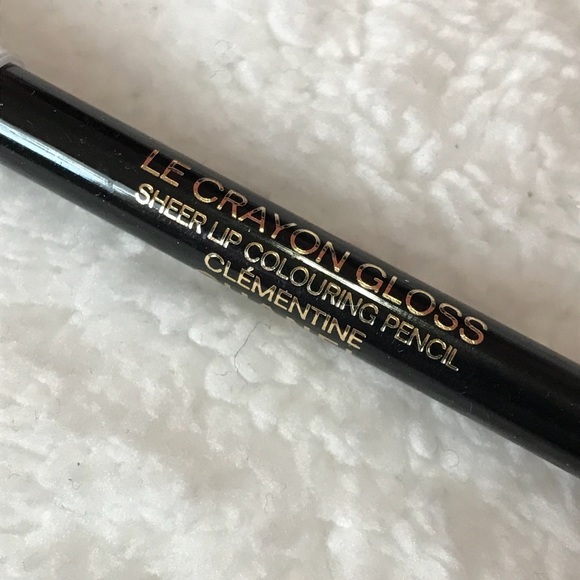 LE CRAYON GLOSS
SHEER LIP COLOURING PENCIL
CLÉMENTINE